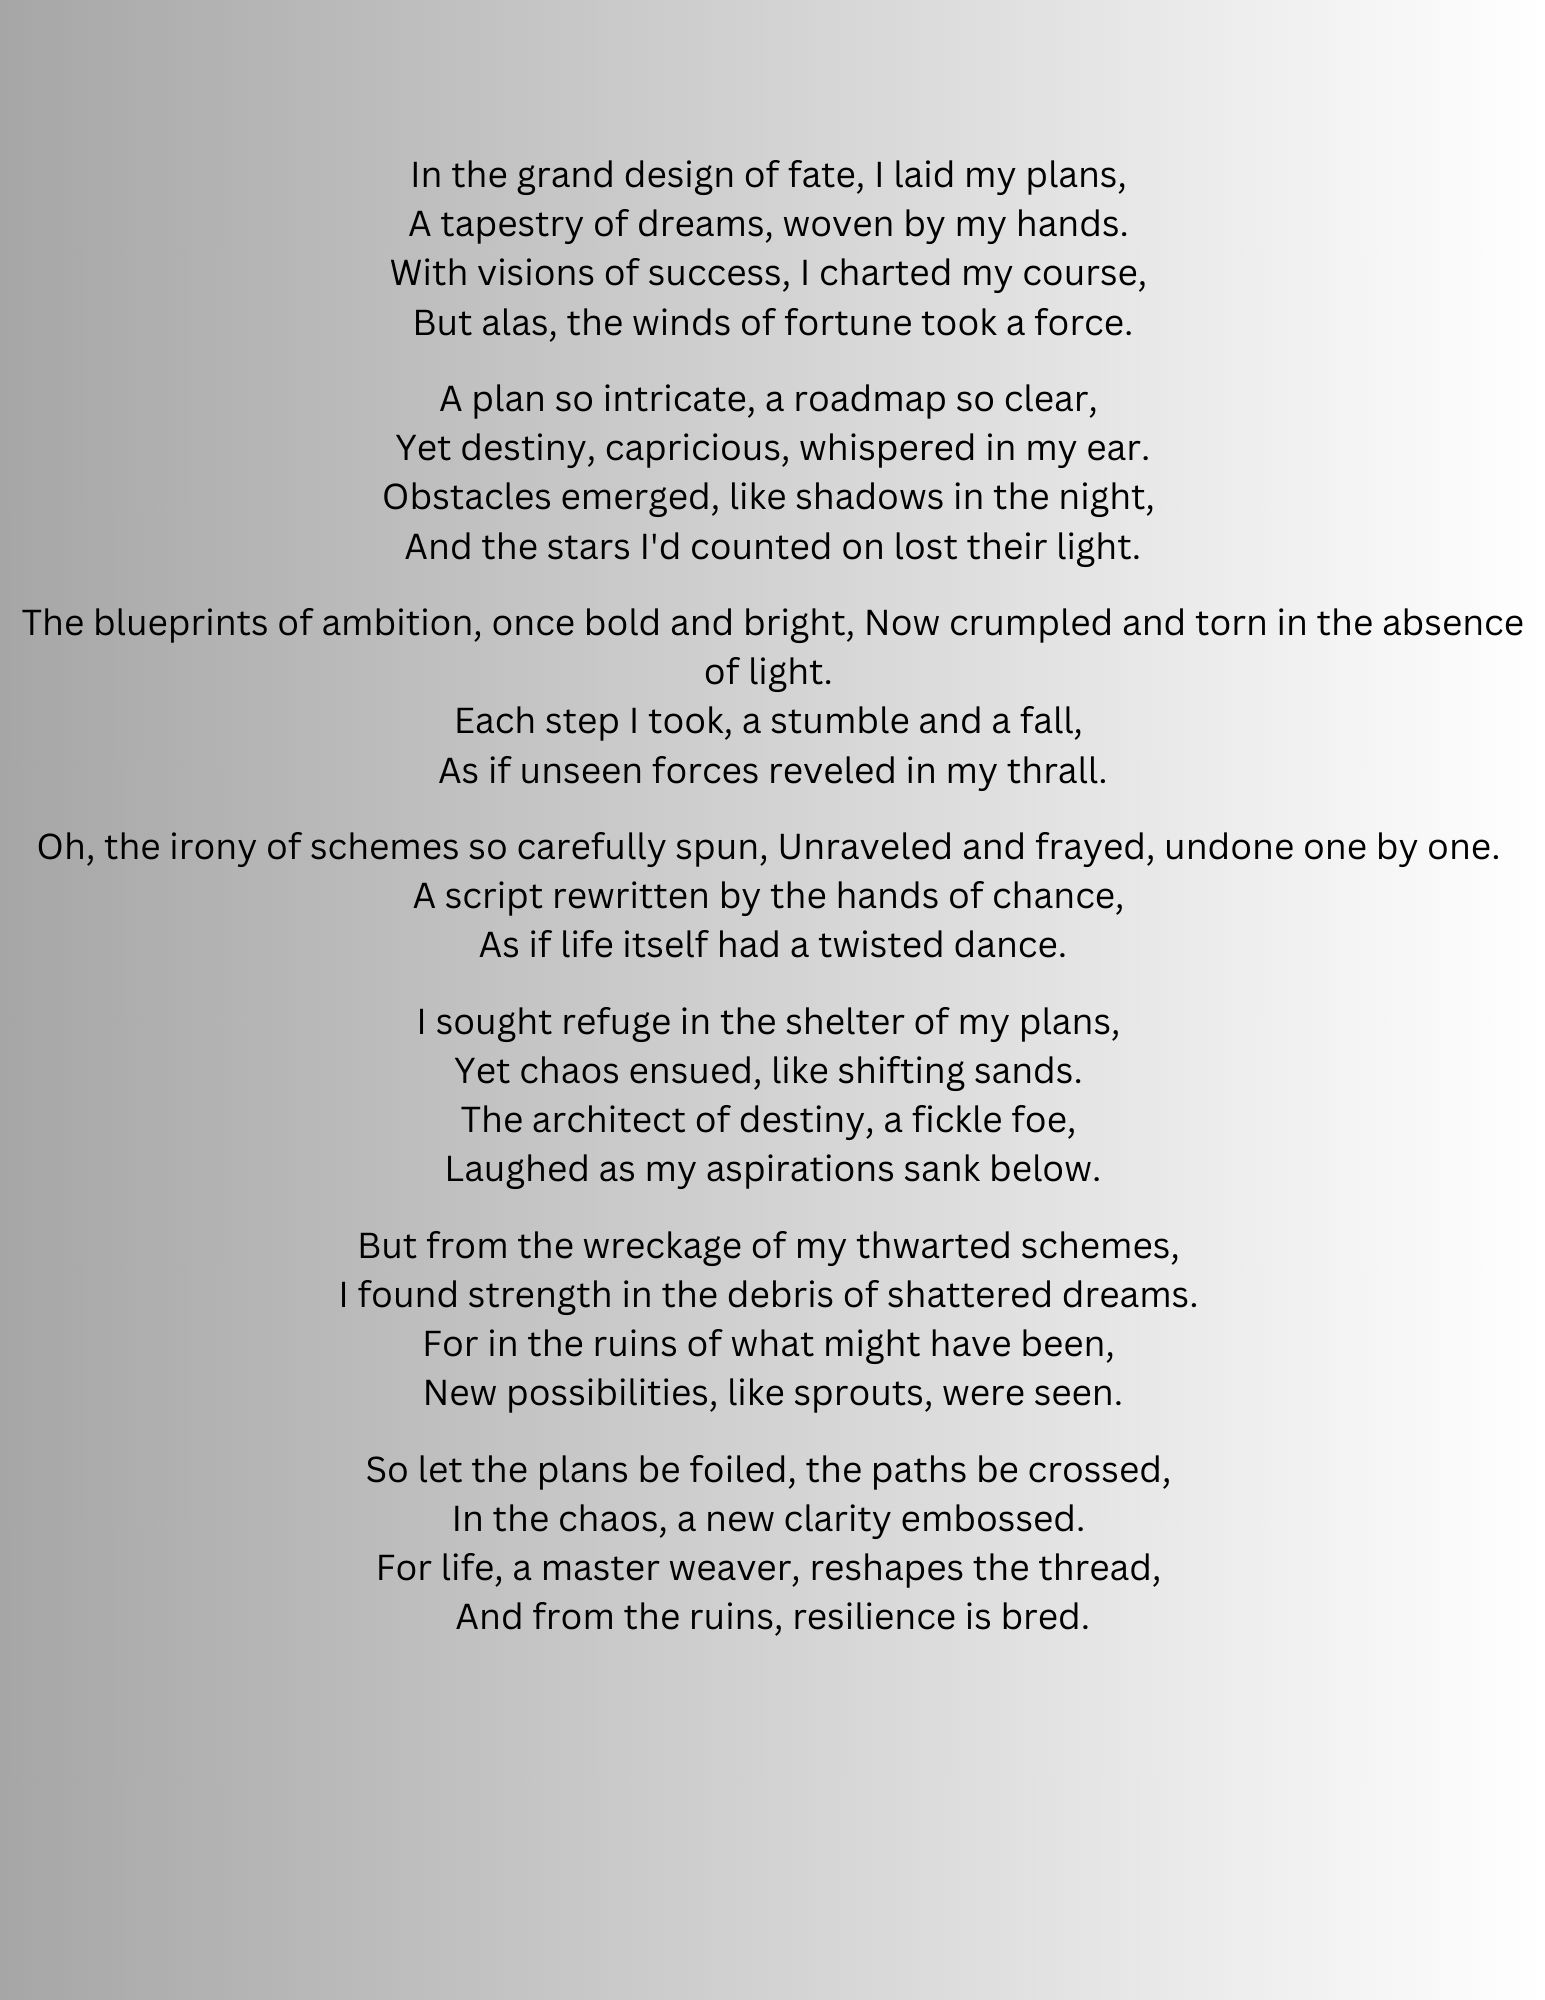 In the grand design of fate, I laid my plans,
A tapestry of dreams, woven by my hands.
With visions of success, I charted my course,
But alas, the winds of fortune took a force.
A plan so intricate, a roadmap so clear,
Yet destiny, capricious, whispered in my ear.
Obstacles emerged, like shadows in the night,
And the stars I'd counted on lost their light.
The blueprints of ambition, once bold and bright, Now crumpled and torn in the absence
of light.
Each step I took, a stumble and a fall,
As if unseen forces reveled in my thrall.
Oh, the irony of schemes so carefully spun, Unraveled and frayed, undone one by one.
A script rewritten by the hands of chance,
As if life itself had a twisted dance.
I sought refuge in the shelter of my plans,
Yet chaos ensued, like shifting sands.
The architect of destiny, a fickle foe,
Laughed as my aspirations sank below.
But from the wreckage of my thwarted schemes,
I found strength in the debris of shattered dreams.
For in the ruins of what might have been,
New possibilities, like sprouts, were seen.
So let the plans be foiled, the paths be crossed,
In the chaos, a new clarity embossed.
For life, a master weaver, reshapes the thread,
And from the ruins, resilience is bred.